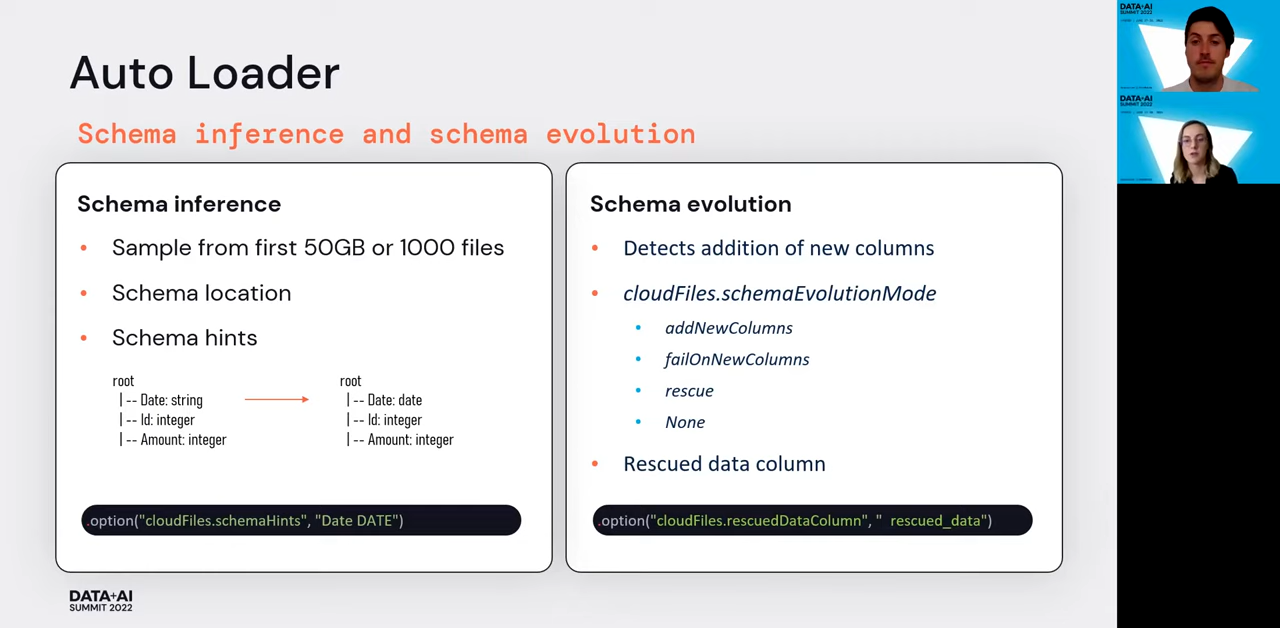 Auto Loader
Schema inference and schema evolution
Schema inference
• Sample from first 50GB or 1000 files
• Schema location
• Schema hints
root
|-- Date: string
|-- Id: integer
|-- Amount: integer
root
|-- Date: date
|-- Id: integer
|-- Amount: integer
.option("cloudFiles.schemaHints", "Date DATE")
Schema evolution
• Detects addition of new columns
• cloudFiles.schemaEvolutionMode
• addNewColumns
• failOnNewColumns
• rescue
• None
• Rescued data column
.option("cloudFiles.rescuedDataColumn", "  rescued_data")
DATA+AI
SUMMIT 2022
DATA+AI
SUMMIT 2022
DATA+AI
SUMMIT 2022